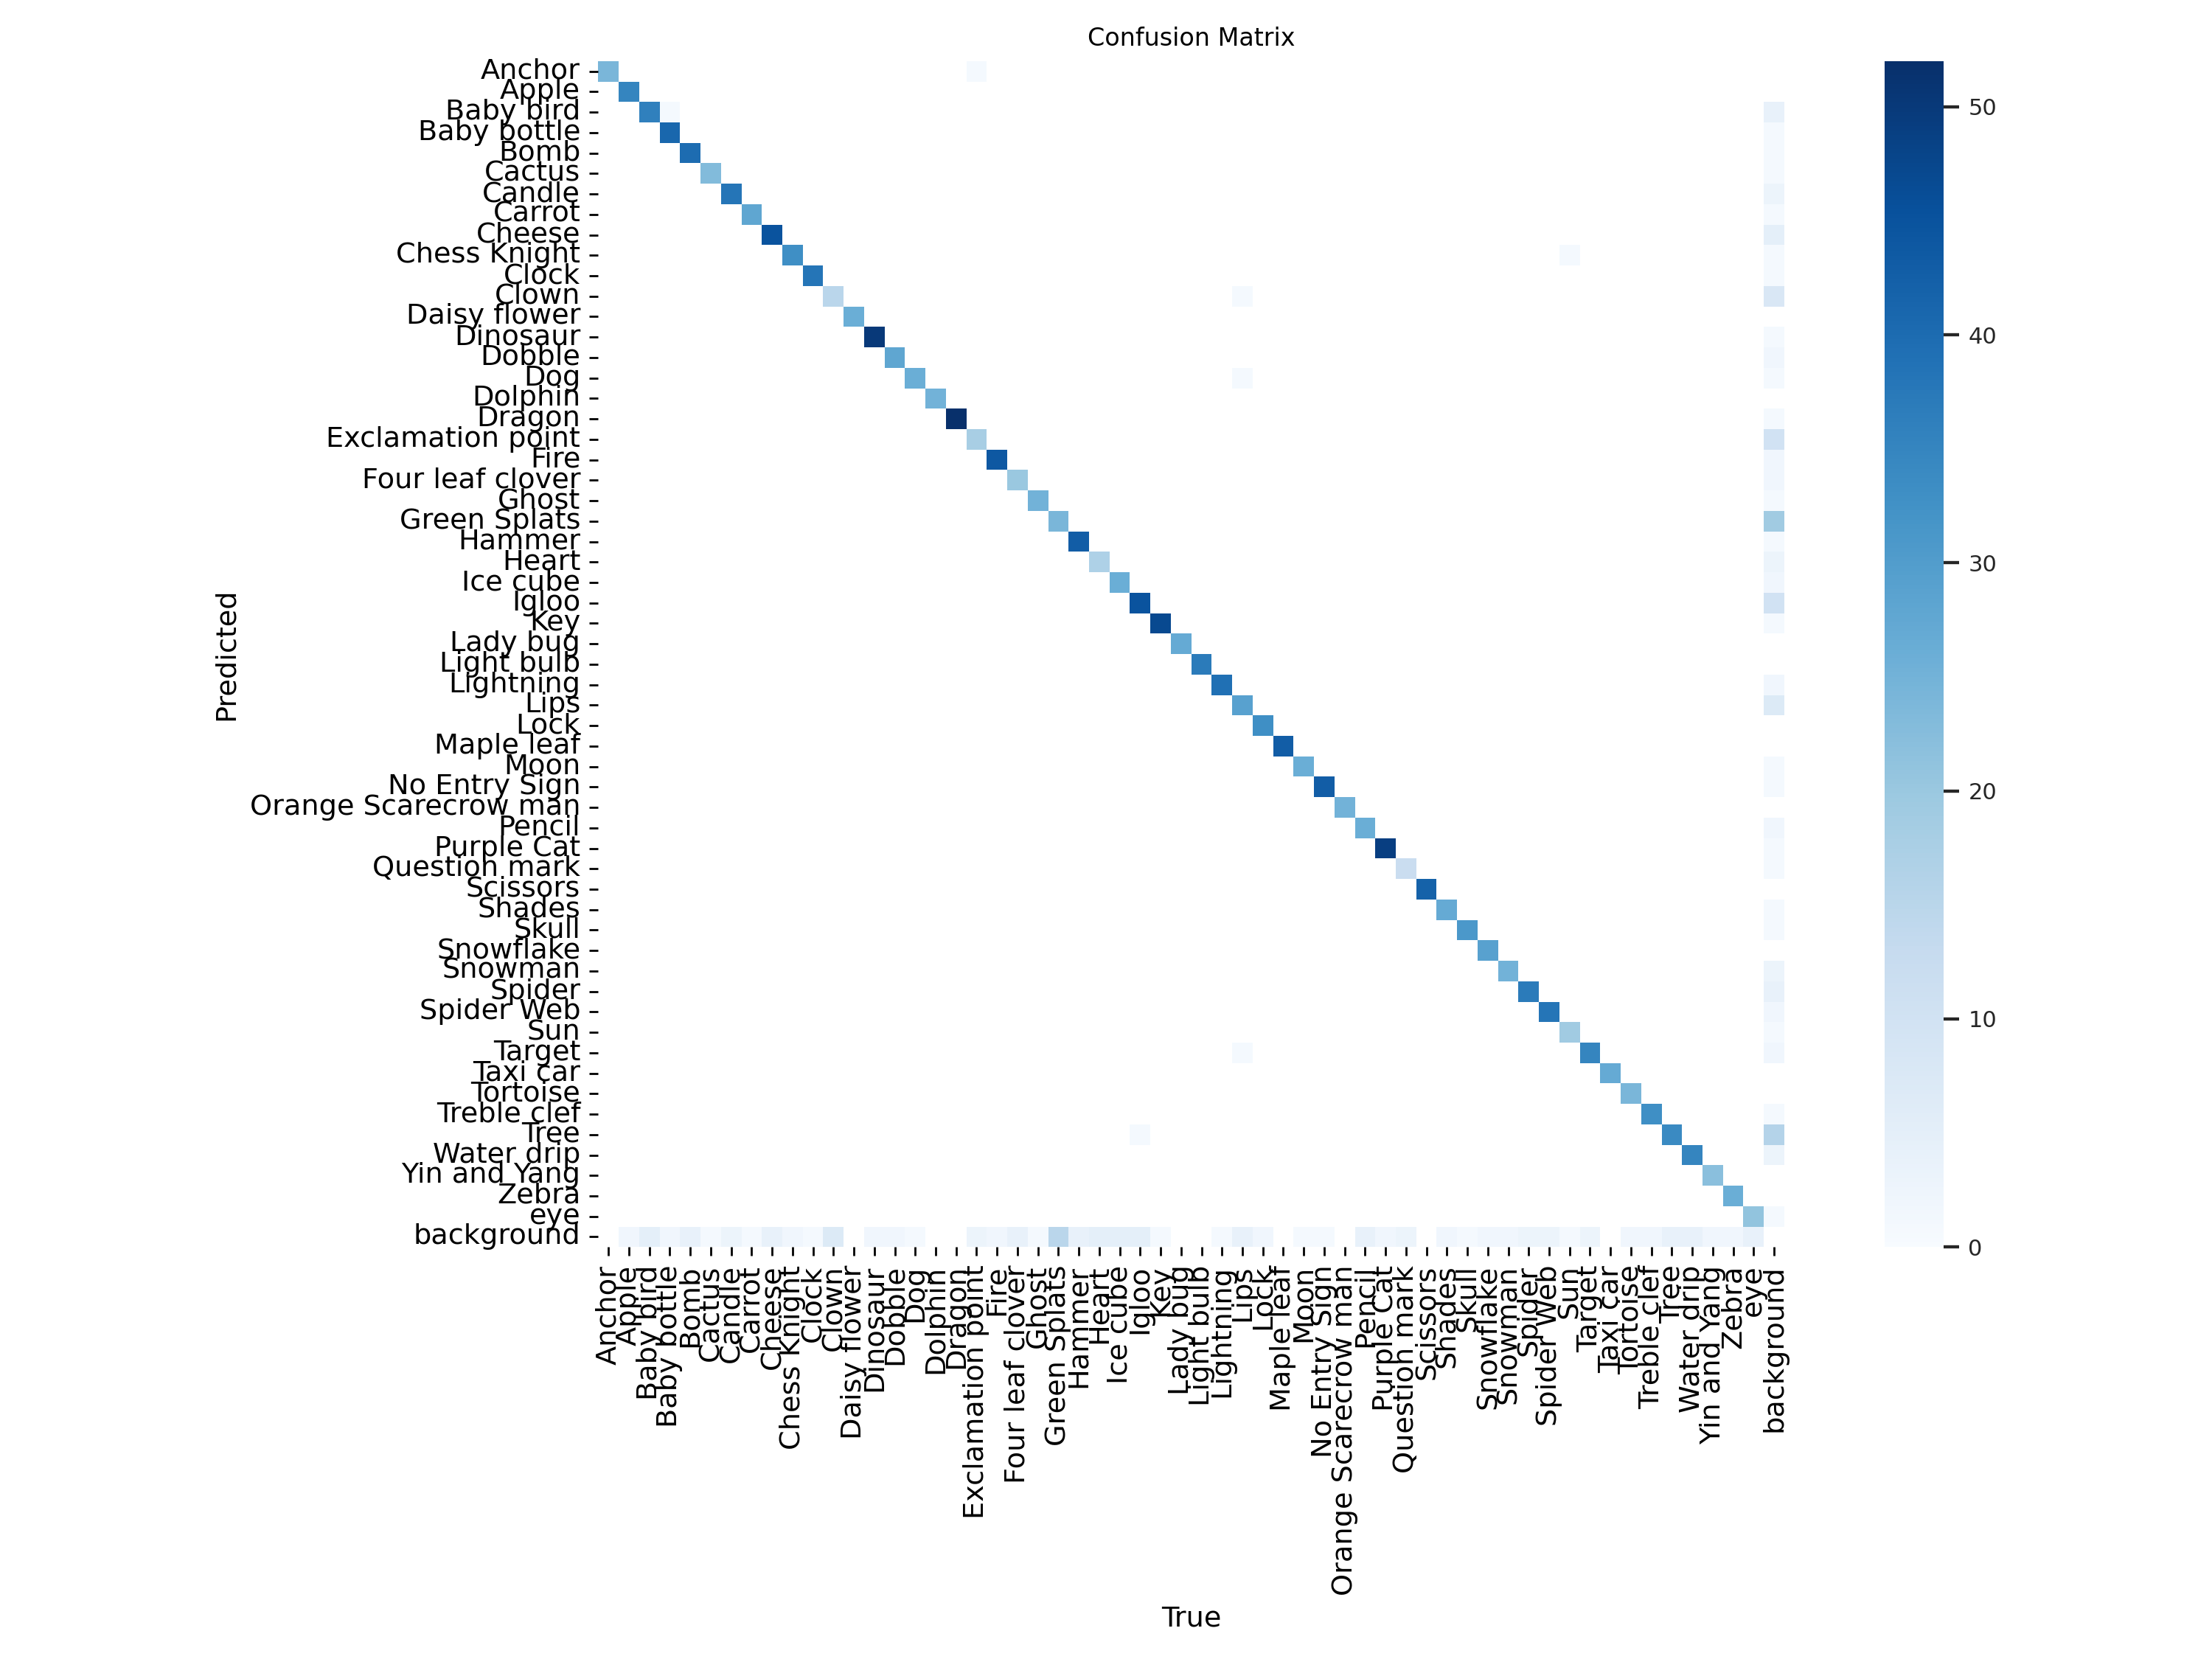 Confusion Matrix
Anchor
Apple
Baby bird
Baby bottle
Bomb
Cactus
Candle
Carrot
Cheese
Chess Knight
Clock
Clown
Daisy flower
Dinosaur
Dobble
Dog
Dolphin
Dragon
Exclamation point
Fire
Four leaf clover
Ghost
Green Splats
Hammer
Heart
Ice cube
Igloo
Key
Lady bug
Light bulb
Lightning
Lips
Lock
Maple leaf
Moon
No Entry Sign
Orange Scarecrow man
Pencil
Purple Cat
Question mark
Scissors
Shades
Skull
Snowflake
Snowman
Spider
Spider Web
Sun
Target
Taxi car
Tortoise
Treble clef
Tree
Water drip
Yin and Yang
Zebra
eye
background
Predicted
Anchor
Apple
Baby bird
Baby bottle
Bomb
Cactus
Candle
Carrot
Cheese
Chess Knight
Clock
Clown
Daisy flower
Dinosaur
Dobble
Dog
Dolphin
Dragon
Exclamation point
Fire
Four leaf clover
Ghost
Green Splats
Hammer
Heart
Ice cube
Igloo
Key
Lady bug
Light bulb
Lightning
Lips
Lock
Maple leaf
Moon
No Entry Sign
Orange Scarecrow man
Pencil
Purple Cat
Question mark
Scissors
Shades
Skull
Snowflake
Snowman
Spider
Spider Web
Sun
Target
Taxi car
Tortoise
Treble clef
Tree
Water drip
Yin and Yang
Zebra
eye
background
True
50
40
30
20
10
0